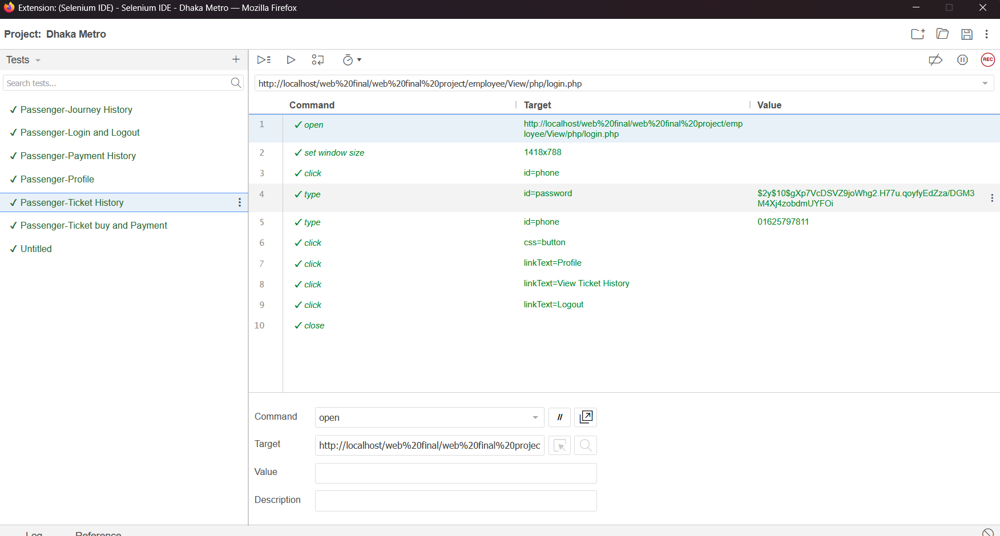 Extension: (Selenium IDE) - Selenium IDE - Dhaka Metro — Mozilla Firefox
Project: Dhaka Metro
Tests
Search tests...
✓ Passenger-Journey History
✓ Passenger-Login and Logout
✓ Passenger-Payment History
✓ Passenger-Profile
✓ Passenger-Ticket History
✓ Passenger-Ticket buy and Payment
✓ Untitled
REC
http://localhost/web%20final/web%20final%20project/employee/View/php/login.php
Command Target Value
1 ✓ open http://localhost/web%20final/web%20final%20project/emp
loyee/View/php/login.php
2 ✓ set window size 1418x788
3 ✓ click id=phone
4 ✓ type id=password $2y$10$gXp7VcDSVZ9joWhg2.H77u.qoyfyEdZza/DGM3
M4Xj4zobdmUYFOi
5 ✓ type id=phone 01625797811
6 ✓ click css=button
7 ✓ click linkText=Profile
8 ✓ click linkText=View Ticket History
9 ✓ click linkText=Logout
10 ✓ close
Command open //
Target http://localhost/web%20final/web%20final%20projec
Value
Description
Log Reference